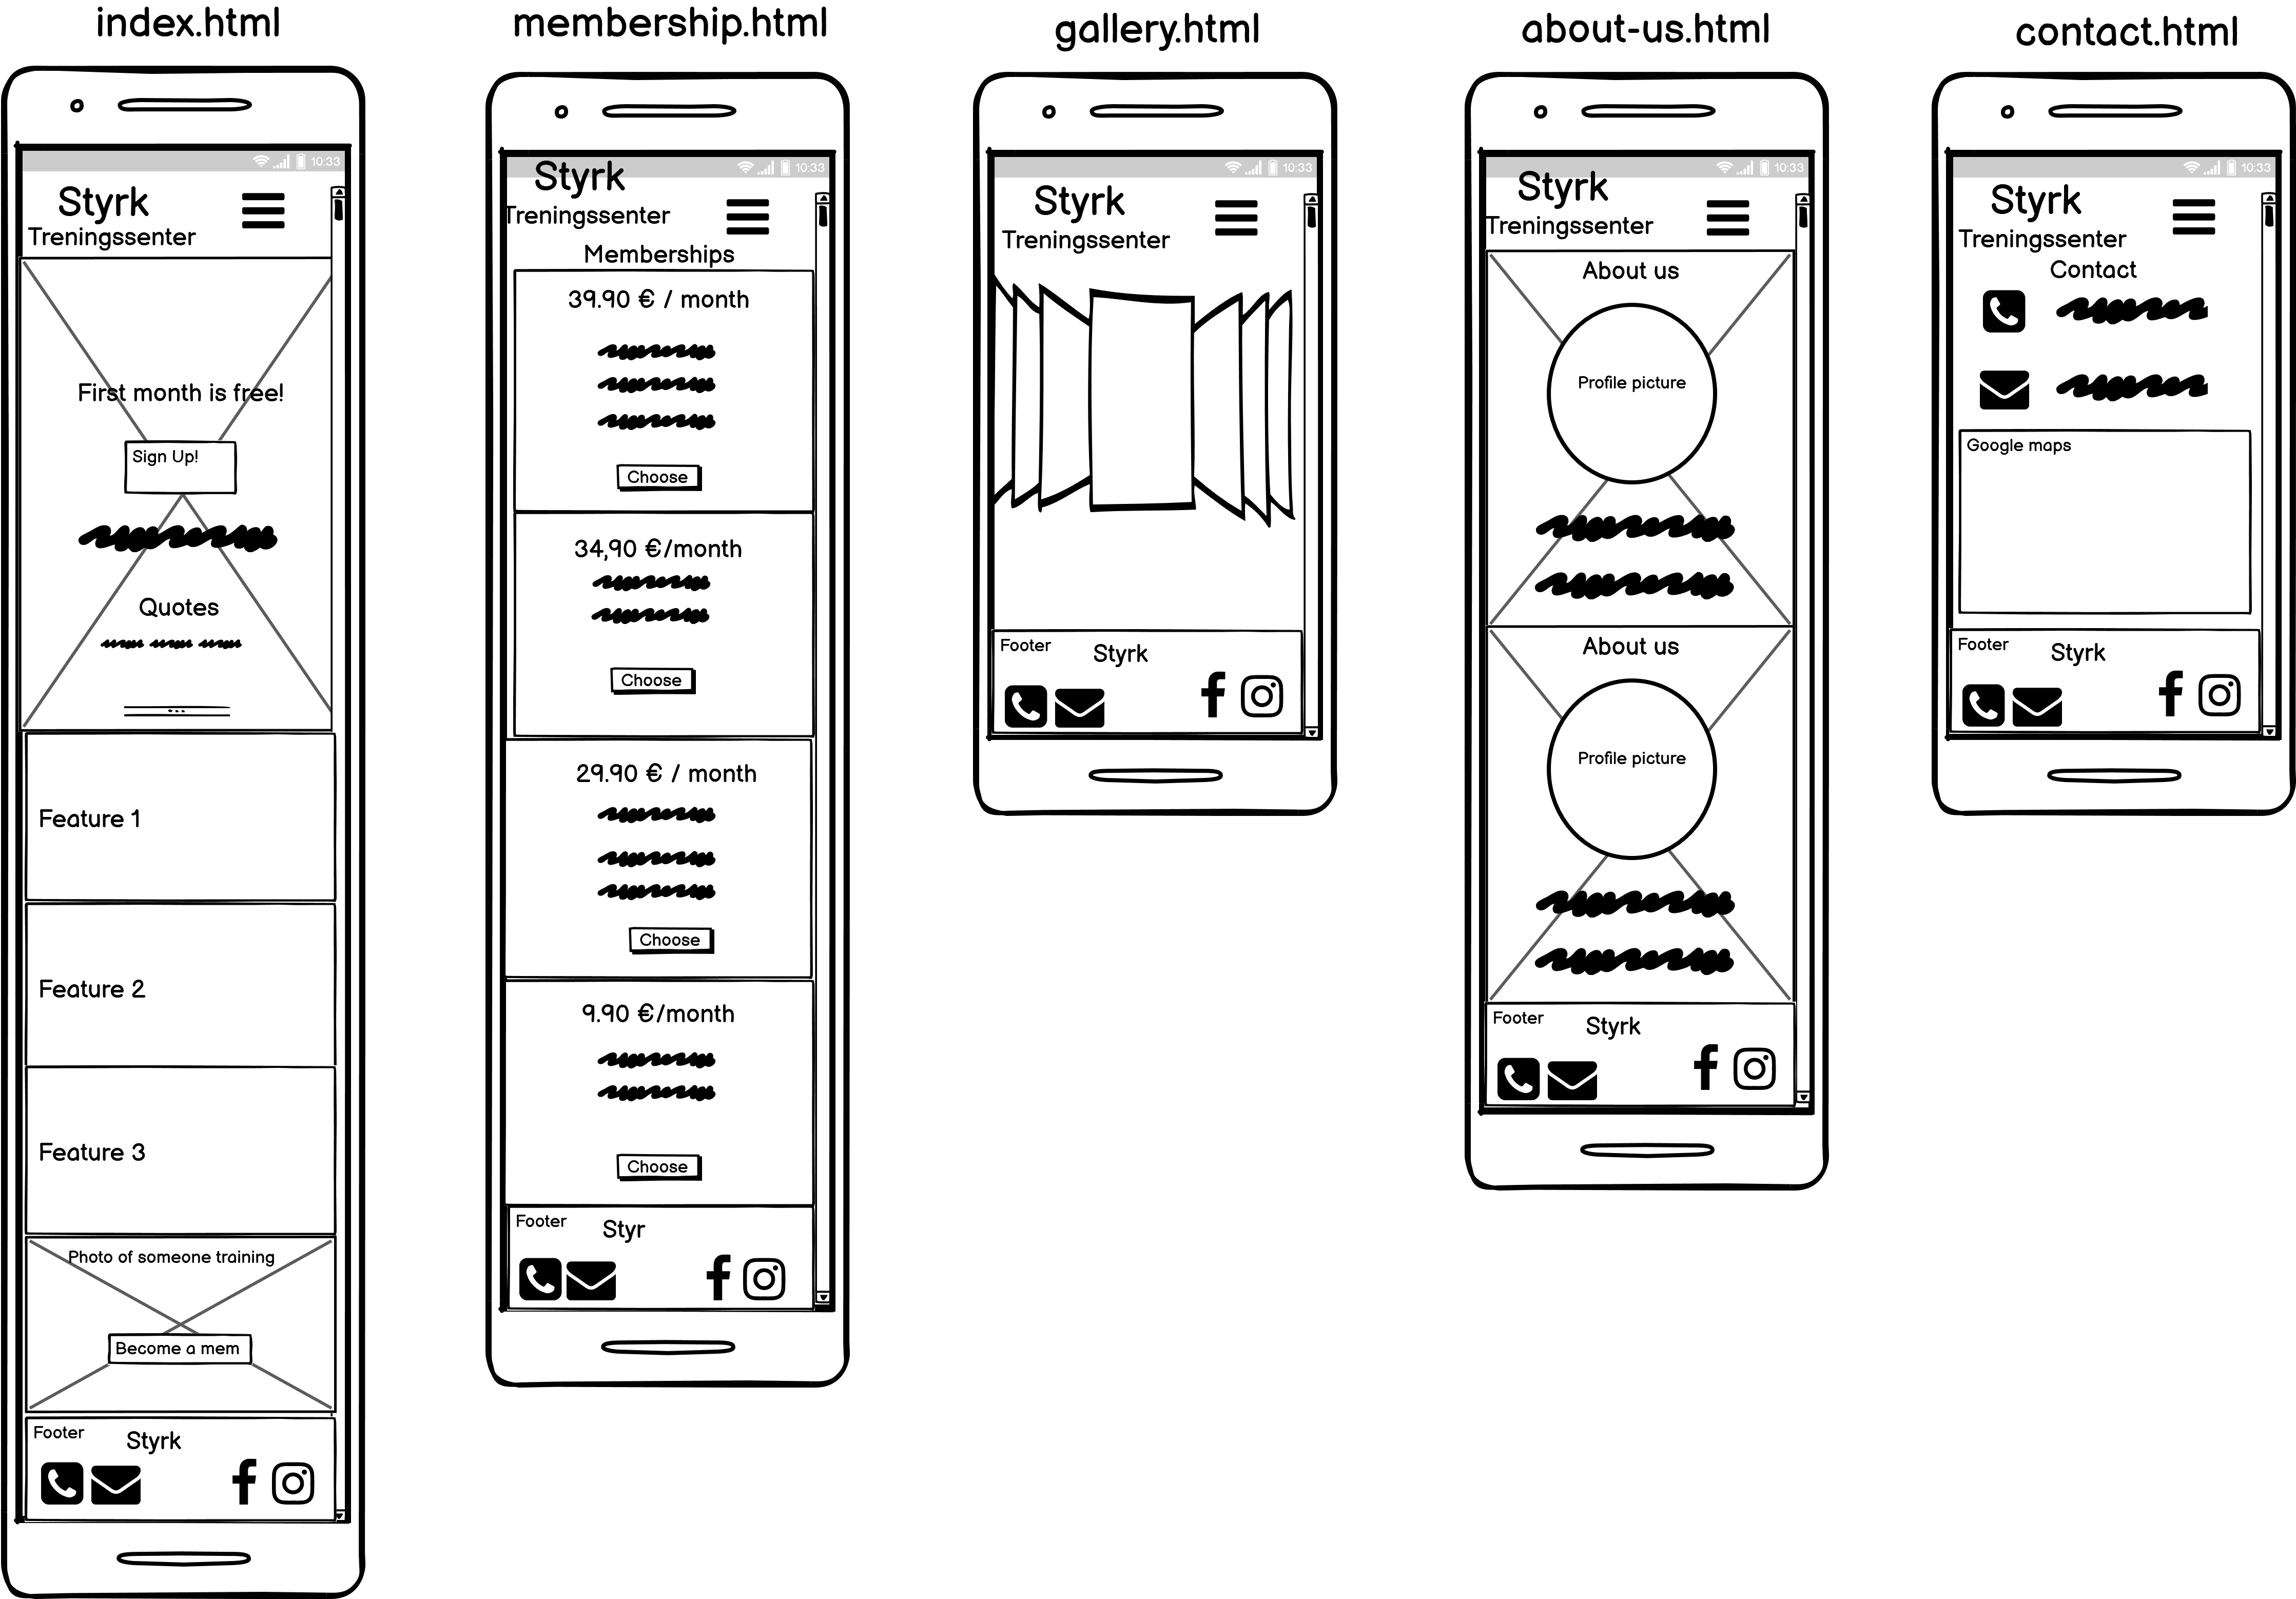 index.html
10:33
Styrk
Treningssenter
First month is free!
Sign Up!
Quotes
Feature 1
Feature 2
Feature 3
Photo of someone training
Become a mem
Footer
Styrk
membership.html
10:33
Styrk
Treningssenter
Memberships
39.90 € / month
Choose
34,90 €/month
Choose
29.90 € / month
Choose
9.90 €/month
Choose
Footer
Styr
gallery.html
10:33
Styrk
Treningssenter
Footer
Styrk
about-us.html
10:33
Styrk
Treningssenter
About us
Profile picture
About us
Profile picture
Footer
Styrk
contact.html
10:33
Styrk
Treningssenter
Contact
Google maps
Footer
Styrk